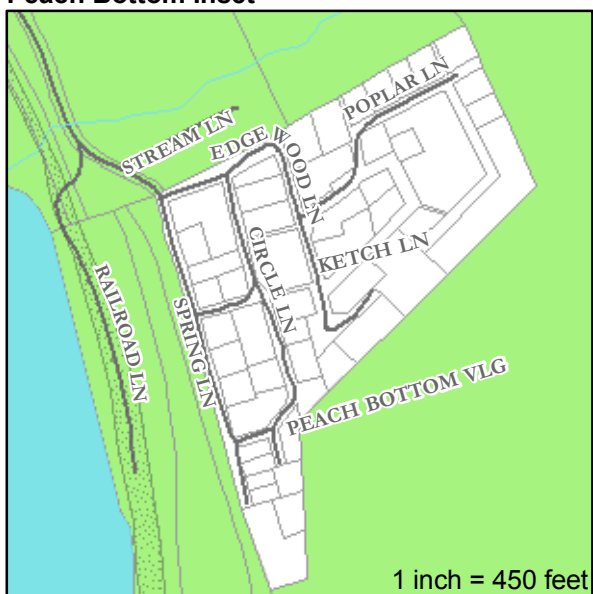 Peach Bottom Inset
STREAM LN
EDGE WOOD LN
POPLAR LN
CIRCLE LN
KETCH LN
RAILROAD LN
SPRING LN
PEACH BOTTOM VLG
1 inch = 450 feet